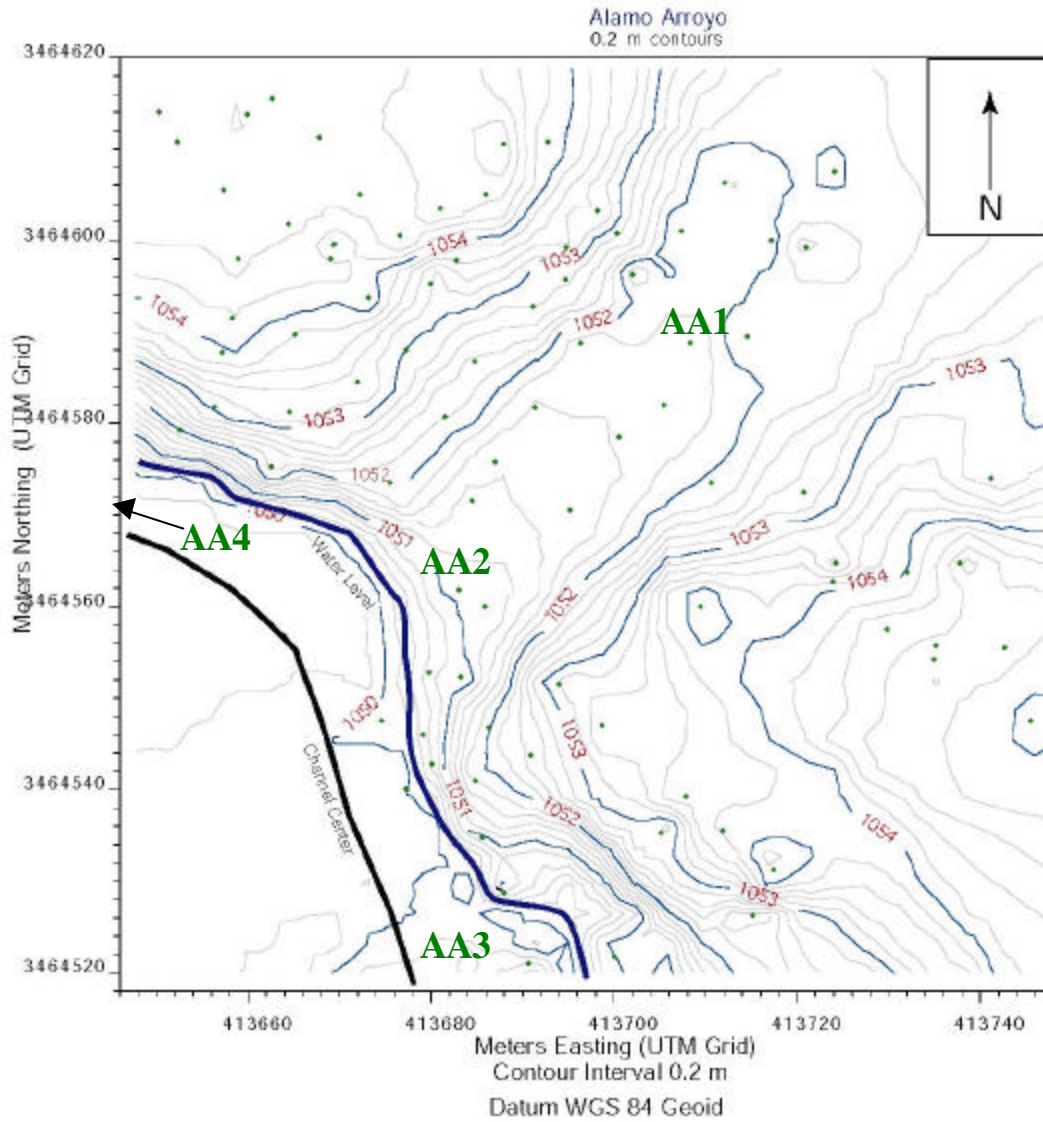 Alamo Arroyo
0.2 m contours
3464620
N
3464600
1054
1053
1054
1052
AA1
1053
3464580
1053
1052
1050
1051
1053
AA4
Water Level
AA2
1054
3464560
1052
Meters Northing (UTM Grid)
1050
1053
Channel Center
3464540
1051
1052
1054
1053
AA3
3464520
413660
413680
413700
413720
413740
Meters Easting (UTM Grid)
Contour Interval 0.2 m
Datum WGS 84 Geoid